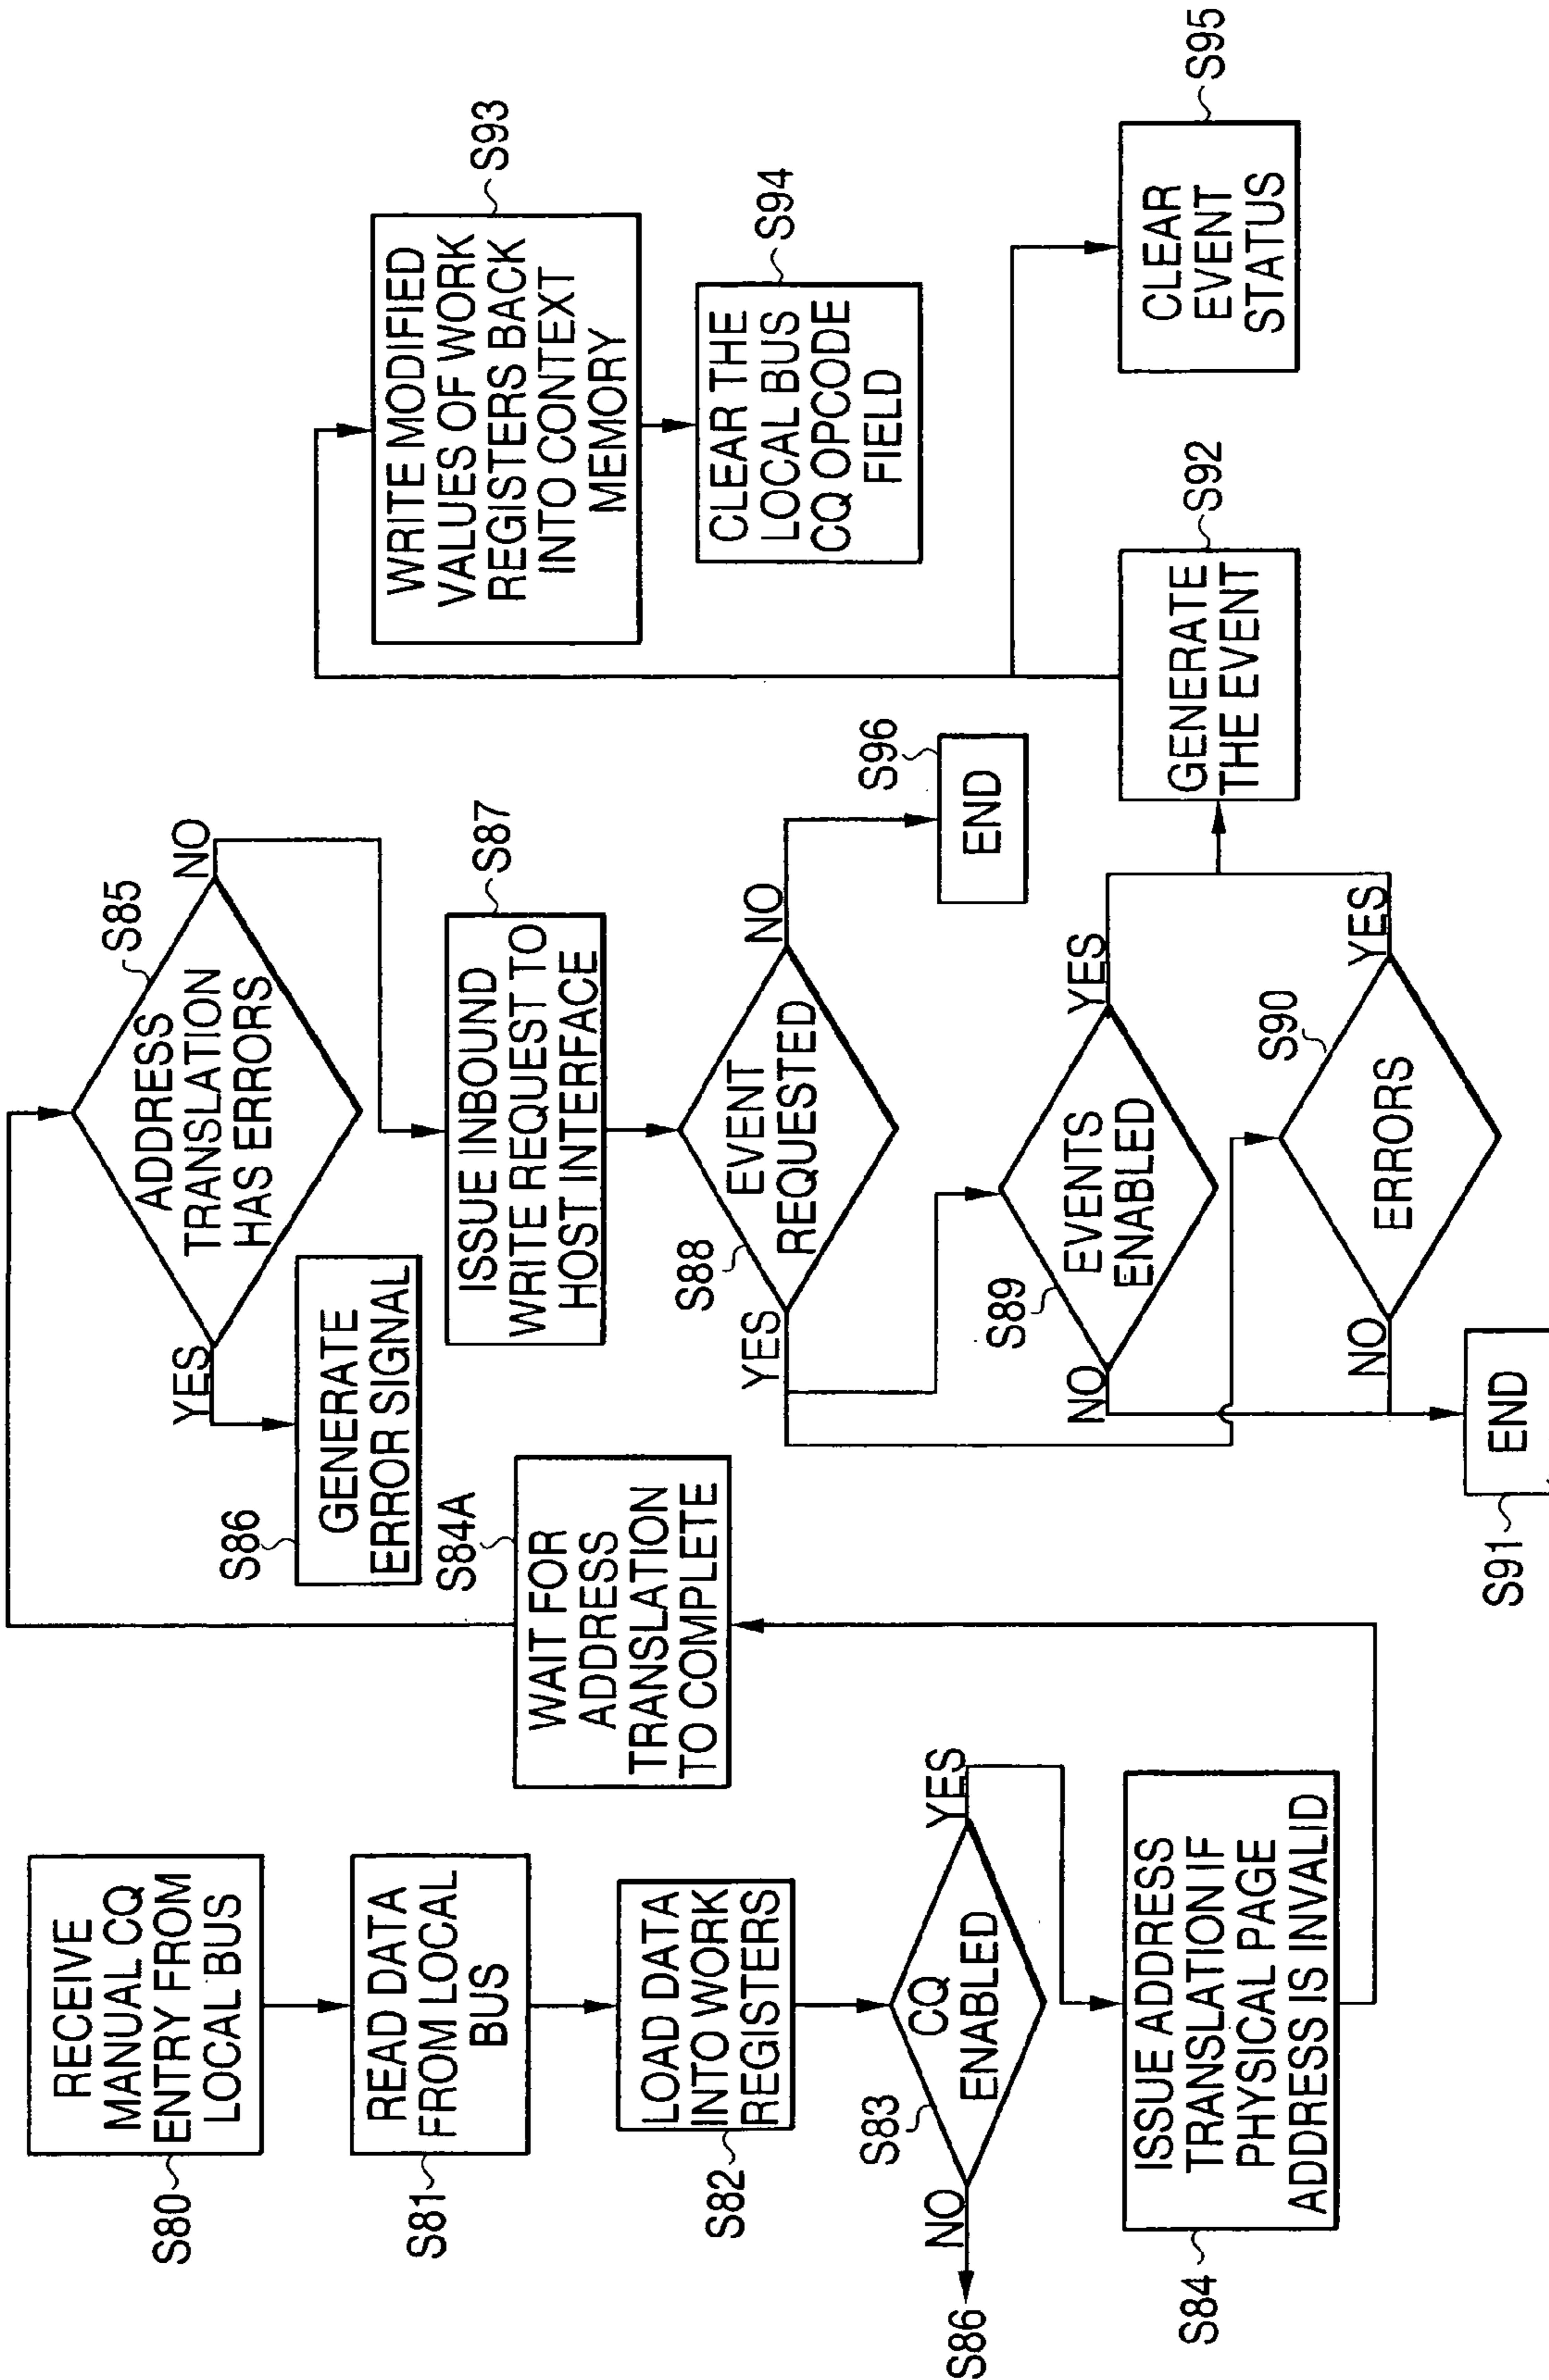 RECEIVE
MANUAL CQ
ENTRY FROM
LOCAL BUS
S80
READ DATA
FROM LOCAL
BUS
S81
LOAD DATA
INTO WORK
REGISTERS
S82
CQ
ENABLED
S83
NO
S86
YES
ISSUE ADDRESS
TRANSLATION IF
PHYSICAL PAGE
ADDRESS IS INVALID
S84
WAIT FOR
ADDRESS
TRANSLATION
TO COMPLETE
S84A
ADDRESS
TRANSLATION
HAS ERRORS
S85
YES
NO
GENERATE
ERROR SIGNAL
S86
ISSUE INBOUND
WRITE REQUEST TO
HOST INTERFACE
S87
EVENT
REQUESTED
S88
YES
NO
END
S96
EVENTS
ENABLED
S89
NO
YES
ERRORS
S90
NO
YES
END
S91
GENERATE
THE EVENT
S92
WRITE MODIFIED
VALUES OF WORK
REGISTERS BACK
INTO CONTEXT
MEMORY
S93
CLEAR THE
LOCAL BUS
CQ OPCODE
FIELD
S94
CLEAR
EVENT
STATUS
S95